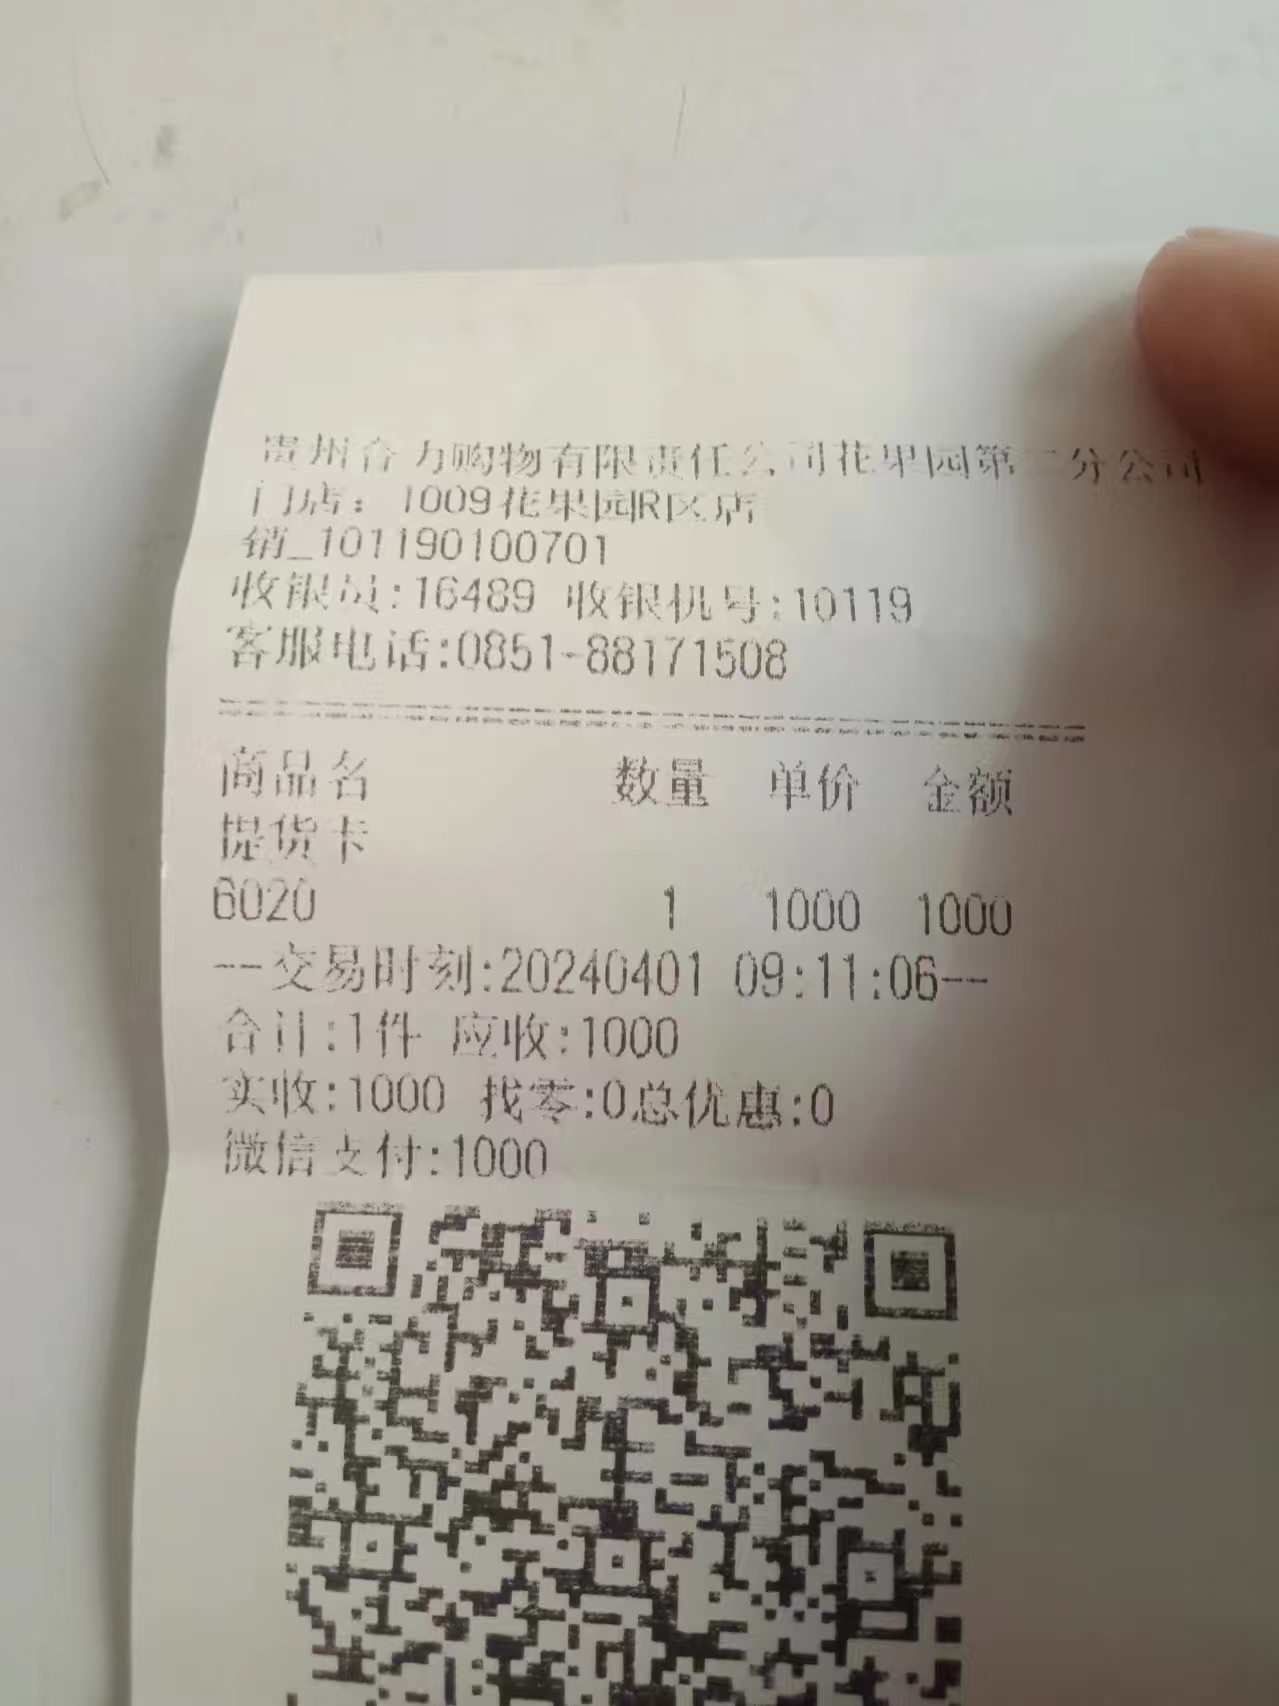 贵州合力购物有限责任公司花果园第二分公司
门店：1009花果园R区店
销_101190100701
收银员:16489 收银机号:10119
客服电话:0851-88171508
商品名 数量 单价 金额
提货卡
6020 1 1000 1000
--交易时刻:20240401 09:11:06--
合计:1件 应收:1000
实收:1000 找零:0总优惠:0
微信支付:1000